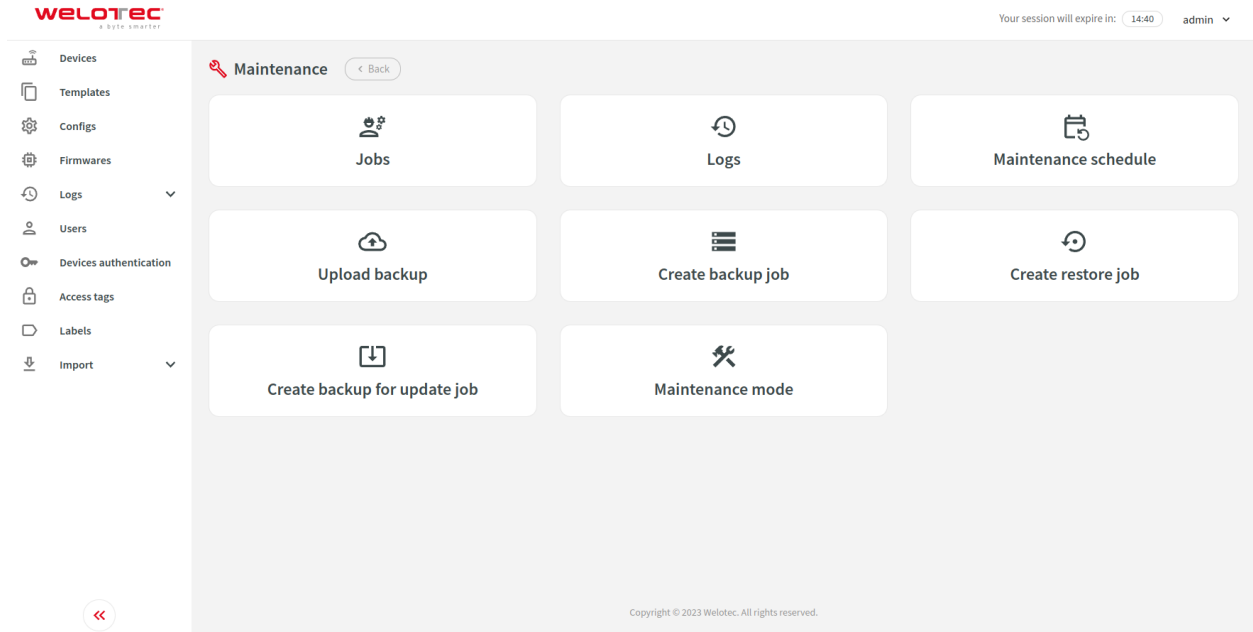 welotec
a byte smarter
Your session will expire in: 14:40 admin
Devices
Templates
Configs
Firmwares
Logs
Users
Devices authentication
Access tags
Labels
Import
Maintenance
Back
Jobs
Logs
Maintenance schedule
Upload backup
Create backup job
Create restore job
Create backup for update job
Maintenance mode
Copyright © 2023 Welotec. All rights reserved.